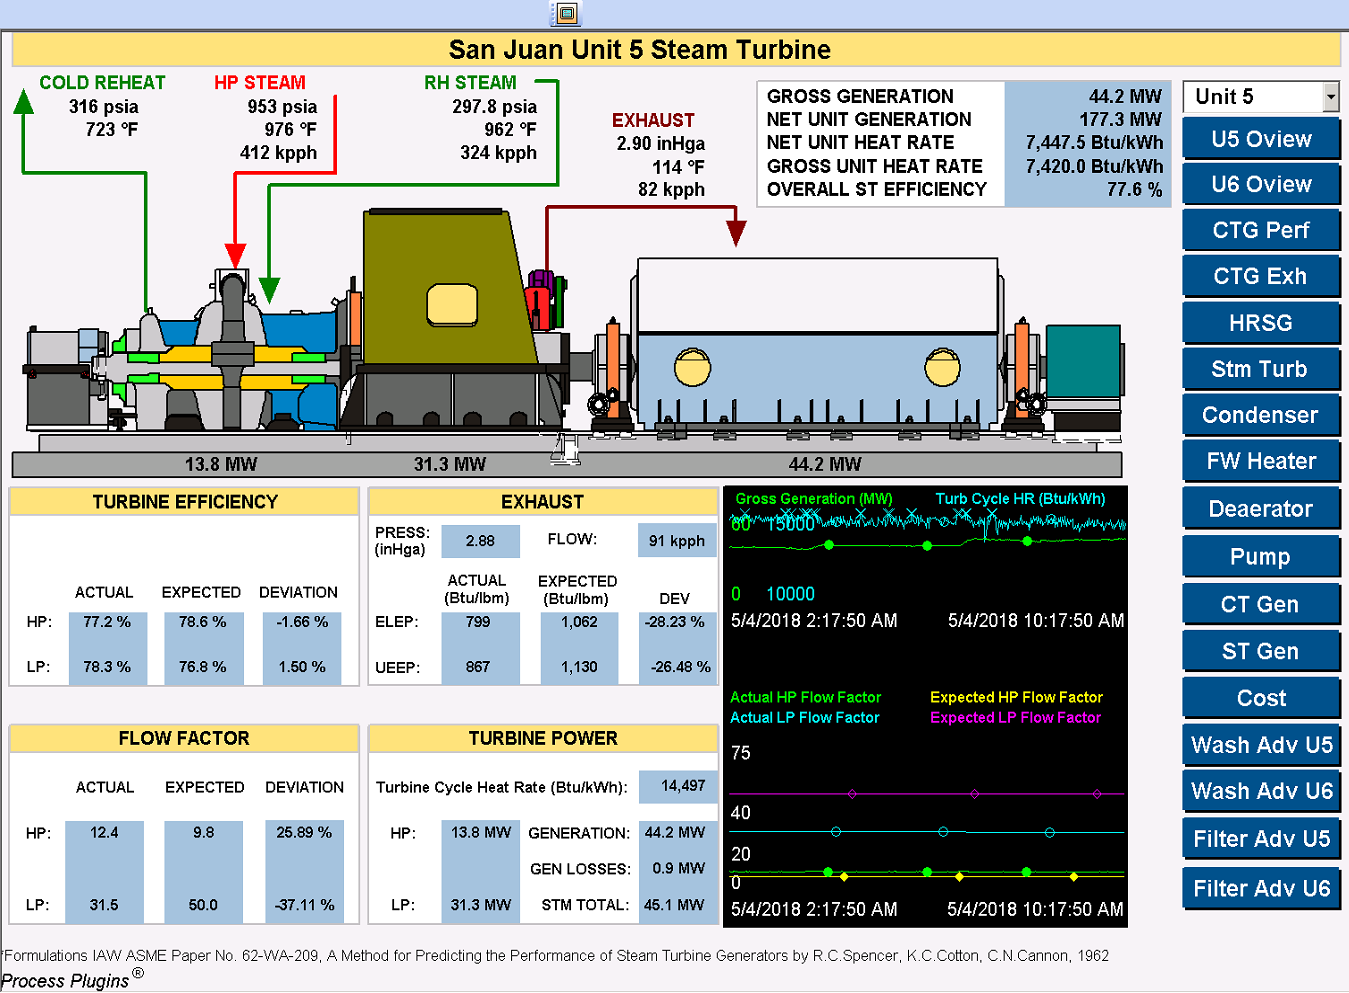 San Juan Unit 5 Steam Turbine
COLD REHEAT
316 psia
723 °F
HP STEAM
953 psia
976 °F
412 kpph
RH STEAM
297.8 psia
962 °F
324 kpph
EXHAUST
2.90 inHga
114 °F
82 kpph
GROSS GENERATION 44.2 MW
NET UNIT GENERATION 177.3 MW
NET UNIT HEAT RATE 7,447.5 Btu/kWh
GROSS UNIT HEAT RATE 7,420.0 Btu/kWh
OVERALL ST EFFICIENCY 77.6 %
Unit 5
U5 Oview
U6 Oview
CTG Perf
CTG Exh
HRSG
Stm Turb
Condenser
FW Heater
Deaerator
Pump
CT Gen
ST Gen
Cost
Wash Adv U5
Wash Adv U6
Filter Adv U5
Filter Adv U6
13.8 MW 31.3 MW 44.2 MW
TURBINE EFFICIENCY
ACTUAL EXPECTED DEVIATION
HP: 77.2 % 78.6 % -1.66 %
LP: 78.3 % 76.8 % 1.50 %
EXHAUST
PRESS: (inHga) 2.88 FLOW: 91 kpph
ACTUAL (Btu/lbm) EXPECTED (Btu/lbm) DEV
ELEP: 799 1,062 -28.23 %
UEEP: 867 1,130 -26.48 %
Gross Generation (MW) Turb Cycle HR (Btu/kWh)
60 15000
0 10000
5/4/2018 2:17:50 AM 5/4/2018 10:17:50 AM
Actual HP Flow Factor Expected HP Flow Factor
Actual LP Flow Factor Expected LP Flow Factor
75
40
20
0
5/4/2018 2:17:50 AM 5/4/2018 10:17:50 AM
FLOW FACTOR
ACTUAL EXPECTED DEVIATION
HP: 12.4 9.8 25.89 %
LP: 31.5 50.0 -37.11 %
TURBINE POWER
Turbine Cycle Heat Rate (Btu/kWh): 14,497
HP: 13.8 MW GENERATION: 44.2 MW
GEN LOSSES: 0.9 MW
LP: 31.3 MW STM TOTAL: 45.1 MW
*Formulations IAW ASME Paper No. 62-WA-209, A Method for Predicting the Performance of Steam Turbine Generators by R.C.Spencer, K.C.Cotton, C.N.Cannon, 1962
Process Plugins®